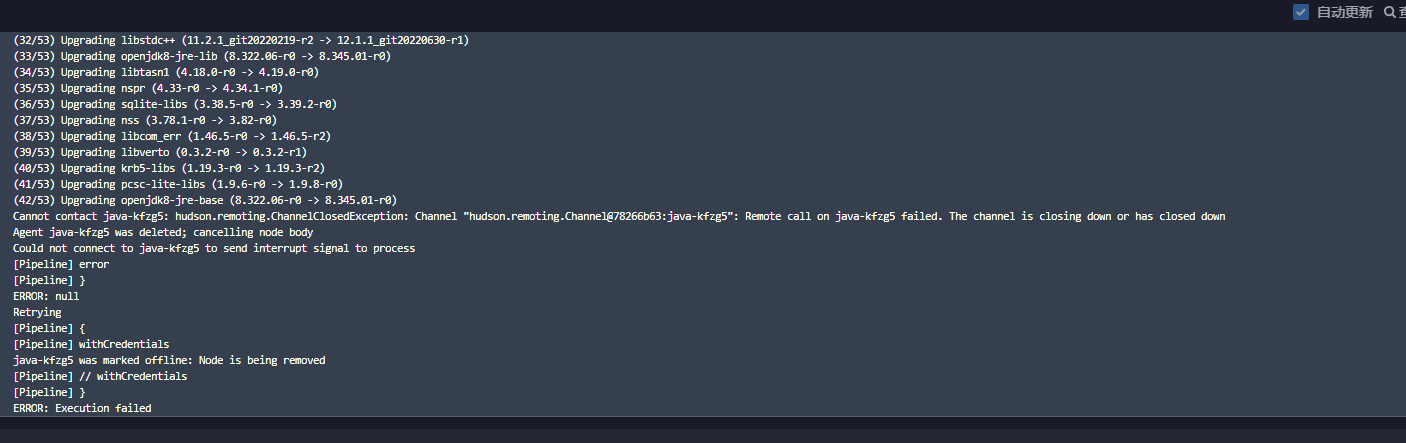 自动更新
(32/53) Upgrading libstdc++ (11.2.1_git20220219-r2 -> 12.1.1_git20220630-r1)
(33/53) Upgrading openjdk8-jre-lib (8.322.06-r0 -> 8.345.01-r0)
(34/53) Upgrading libtasn1 (4.18.0-r0 -> 4.19.0-r0)
(35/53) Upgrading nspr (4.33-r0 -> 4.34.1-r0)
(36/53) Upgrading sqlite-libs (3.38.5-r0 -> 3.39.2-r0)
(37/53) Upgrading nss (3.78.1-r0 -> 3.82-r0)
(38/53) Upgrading libcom_err (1.46.5-r0 -> 1.46.5-r2)
(39/53) Upgrading libverto (0.3.2-r0 -> 0.3.2-r1)
(40/53) Upgrading krb5-libs (1.19.3-r0 -> 1.19.3-r2)
(41/53) Upgrading pcsc-lite-libs (1.9.6-r0 -> 1.9.8-r0)
(42/53) Upgrading openjdk8-jre-base (8.322.06-r0 -> 8.345.01-r0)
Cannot contact java-kfzg5: hudson.remoting.ChannelClosedException: Channel "hudson.remoting.Channel@78266b63:java-kfzg5": Remote call on java-kfzg5 failed. The channel is closing down or has closed down
Agent java-kfzg5 was deleted; cancelling node body
Could not connect to java-kfzg5 to send interrupt signal to process
[Pipeline] error
[Pipeline] }
ERROR: null
Retrying
[Pipeline] {
[Pipeline] withCredentials
java-kfzg5 was marked offline: Node is being removed
[Pipeline] // withCredentials
[Pipeline] }
ERROR: Execution failed